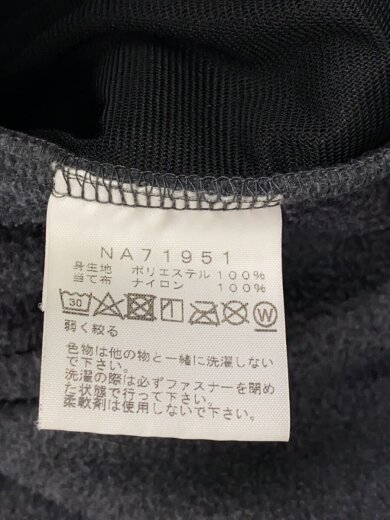 NA71951
身生地 ポリエステル 100%
当て布 ナイロン 100%
30 W
弱く絞る
色物は他の物と一緒に洗濯しない
で下さい。
洗濯の際は必ずファスナーを閉め
た状態で行って下さい。
柔軟剤は使用しないで下さい。